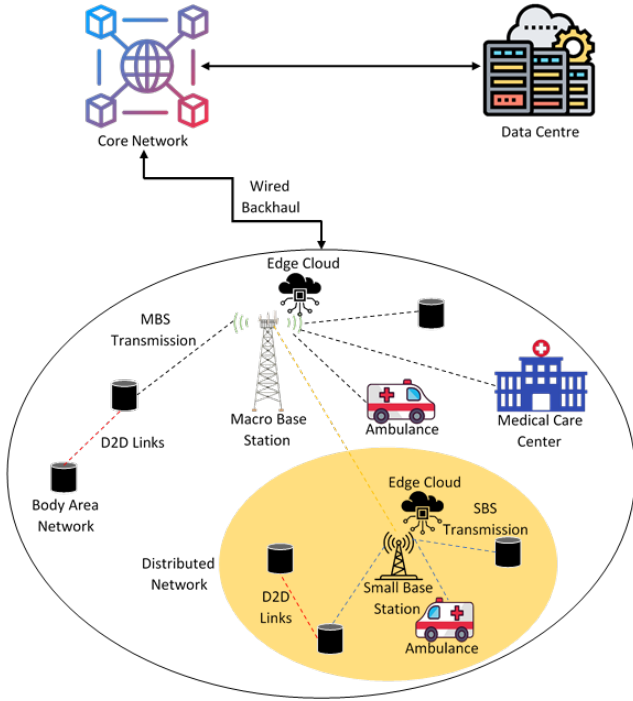 Core Network
Data Centre
Wired
Backhaul
Edge Cloud
MBS
Transmission
Macro Base
Station
Ambulance
Medical Care
Center
D2D Links
Body Area
Network
Edge Cloud
SBS
Transmission
Distributed
Network
D2D
Links
Small Base
Station
Ambulance